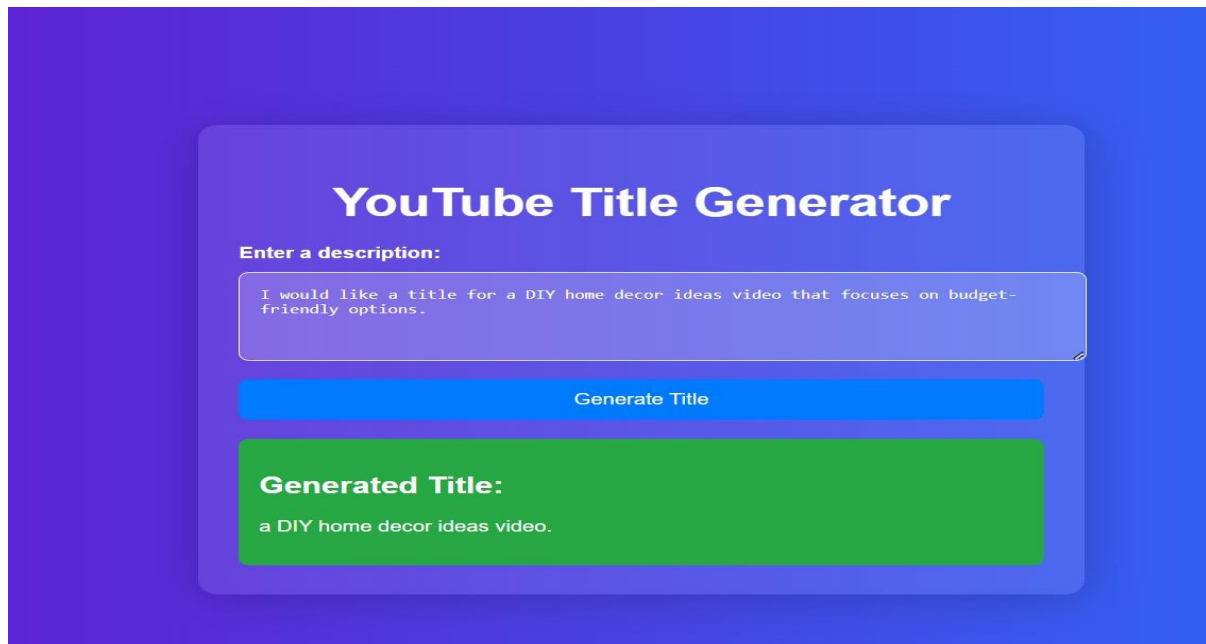 YouTube Title Generator
Enter a description:
I would like a title for a DIY home decor ideas video that focuses on budget-
friendly options.
Generate Title
Generated Title:
a DIY home decor ideas video.